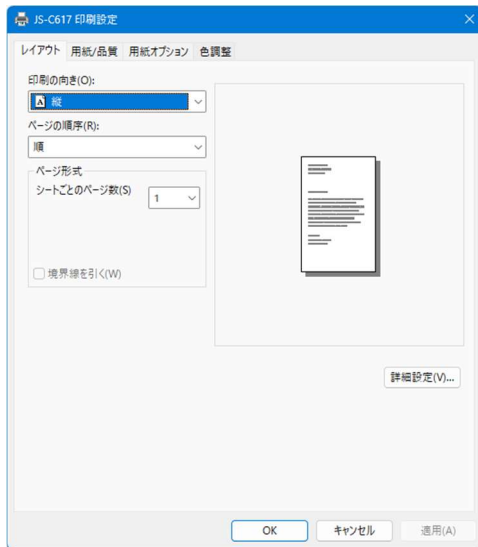 JS-C617 印刷設定
レイアウト 用紙/品質 用紙オプション 色調整
印刷の向き(O):
A 縦
ページの順序(R):
順
ページ形式
シートごとのページ数(S) 1
境界線を引く(W)
詳細設定(V)...
OK キャンセル 適用(A)